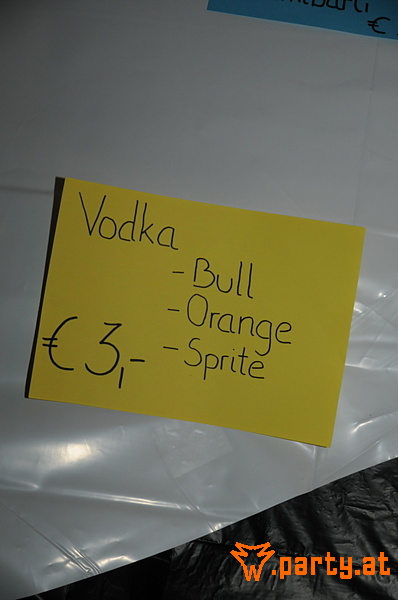 €
Vodka
- Bull
- Orange
- Sprite
€ 3,-
w.party.at